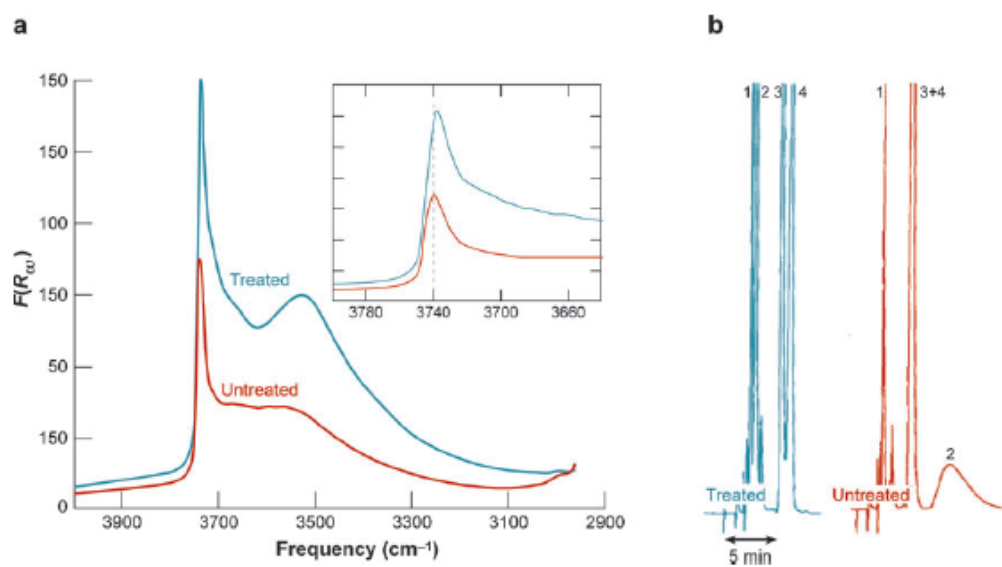 a
b
F(R∞)
150
150
100
150
50
150
0
3900
3700
3500
3300
3100
2900
Frequency (cm–1)
Treated
Untreated
3780
3740
3700
3660
1 2 3 4
1 3+4
2
Treated
Untreated
5 min